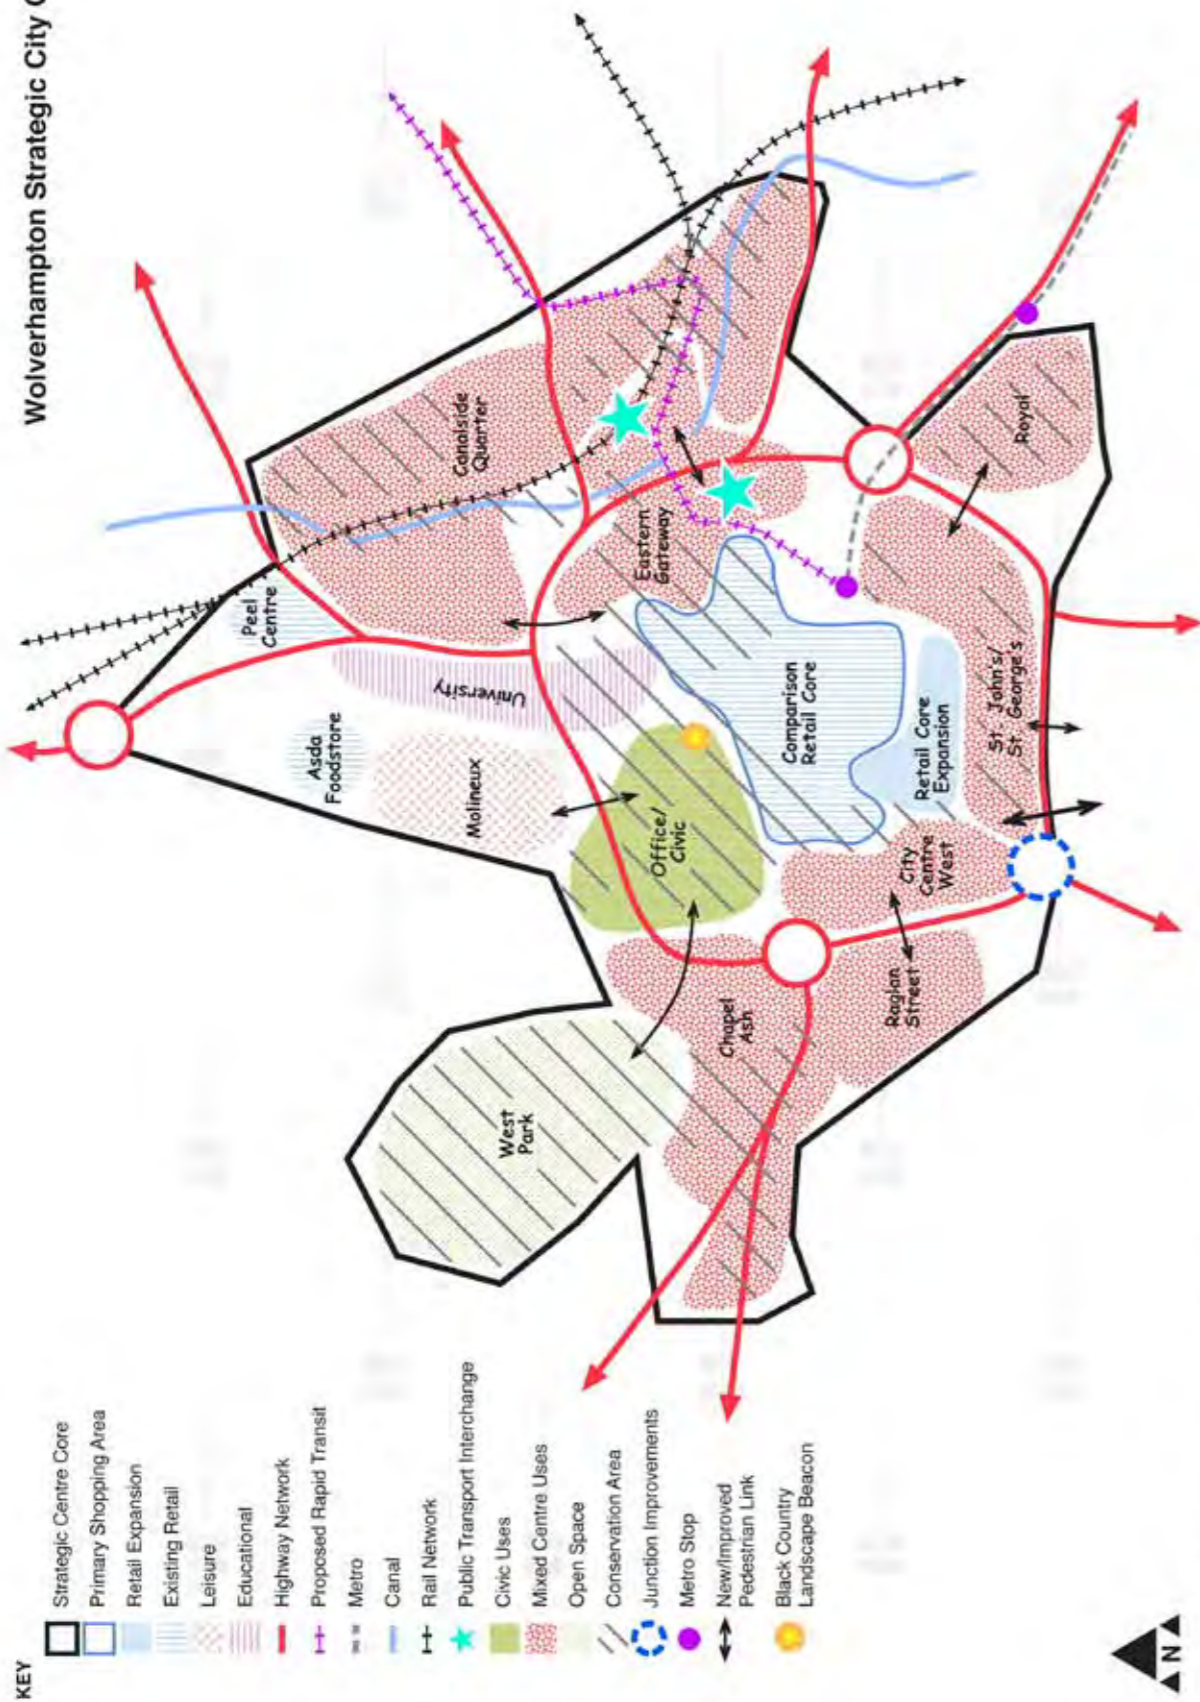 Wolverhampton Strategic City C
KEY
Strategic Centre Core
Primary Shopping Area
Retail Expansion
Existing Retail
Leisure
Educational
Highway Network
Proposed Rapid Transit
Metro
Canal
Rail Network
Public Transport Interchange
Civic Uses
Mixed Centre Uses
Open Space
Conservation Area
Junction Improvements
Metro Stop
New/Improved
Pedestrian Link
Black Country
Landscape Beacon
N
West
Park
Chapel
Ash
Raglan
Street
City
Centre
West
Office/
Civic
Molineux
Asda
Foodstore
University
Peel
Centre
Comparison
Retail Core
Retail Core
Expansion
St. John's/
St. George's
Eastern
Gateway
Canalside
Quarter
Royal